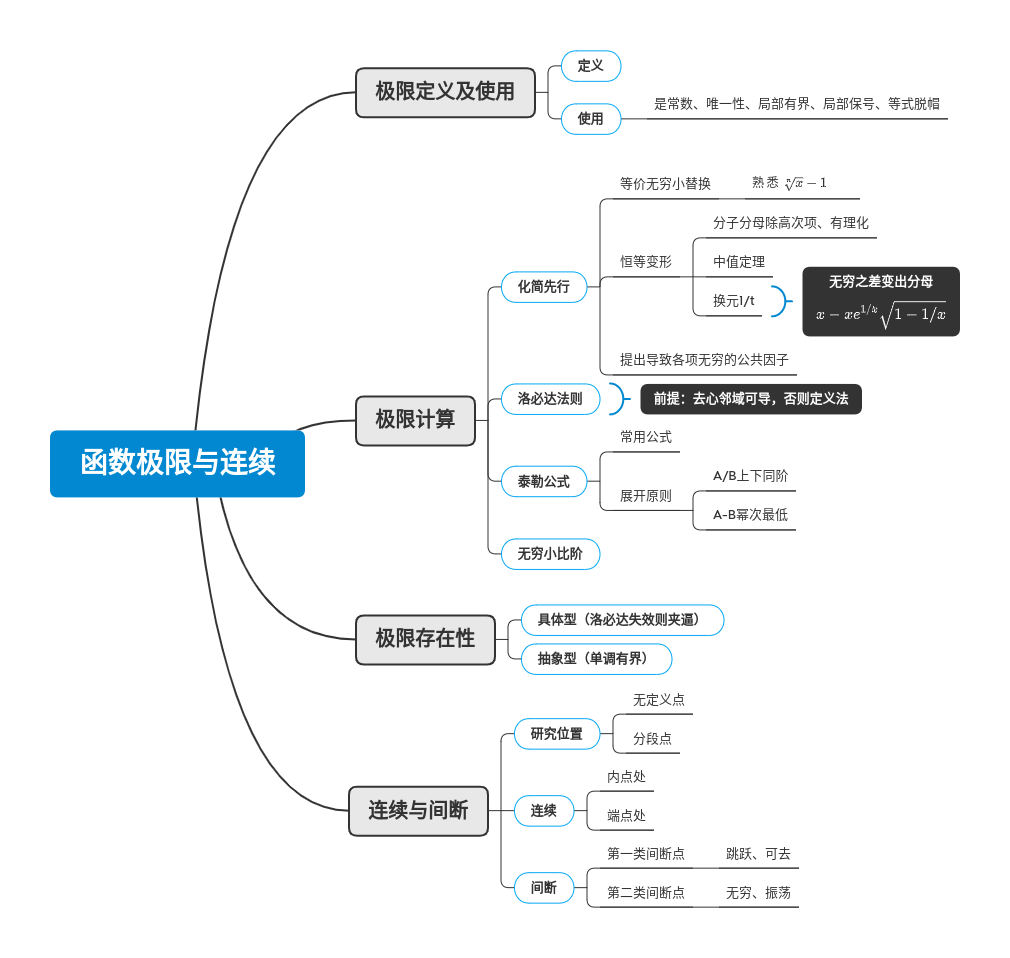 函数极限与连续
极限定义及使用
定义
使用
是常数、唯一性、局部有界、局部保号、等式脱帽
极限计算
化简先行
等价无穷小替换
熟悉 \sqrt[n]{x} − 1
恒等变形
分子分母除高次项、有理化
中值定理
换元1/t
无穷之差变出分母
x − xe^{1/x}\sqrt{1 − 1/x}
提出导致各项无穷的公共因子
洛必达法则
前提：去心邻域可导，否则定义法
泰勒公式
常用公式
展开原则
A/B上下同阶
A-B幂次最低
无穷小比阶
极限存在性
具体型（洛必达失效则夹逼）
抽象型（单调有界）
连续与间断
研究位置
无定义点
分段点
连续
内点处
端点处
间断
第一类间断点
跳跃、可去
第二类间断点
无穷、振荡